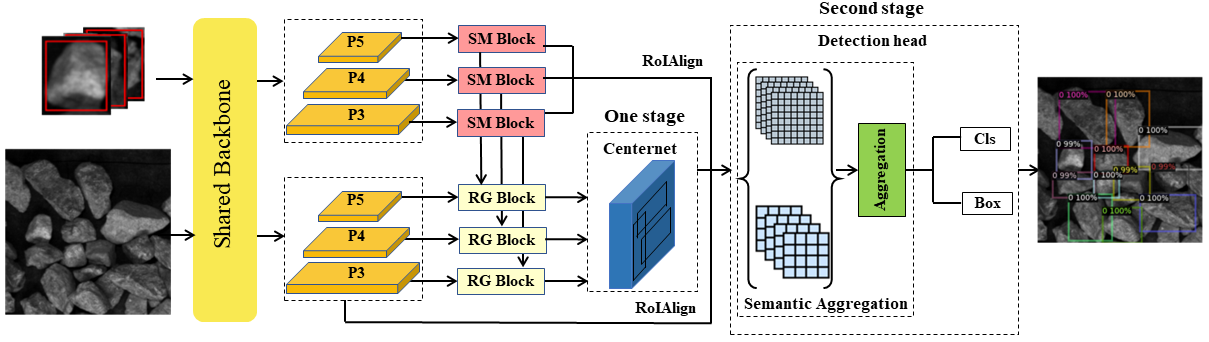 Second stage
Detection head
P5
SM Block
RoIAlign
P4
SM Block
P3
SM Block
Shared Backbone
One stage
Centernet
P5
RG Block
P4
RG Block
P3
RG Block
RoIAlign
Semantic Aggregation
Aggregation
Cls
Box
0 100%
0 100%
0 100%
0 99%
0 100%
0 99%
0 99%
0 100%
0 100%
0 100%